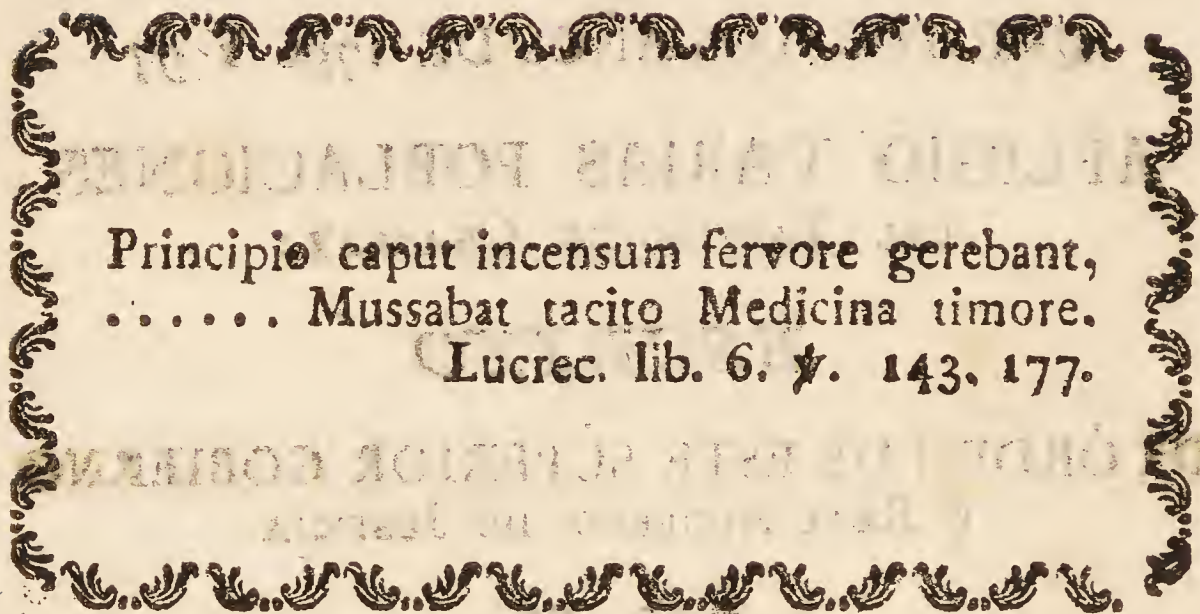 Principio caput incensum fervore gerebant,
...... Mussabat tacito Medicina timore.
Lucrec. lib. 6. ℣. 143. 177.